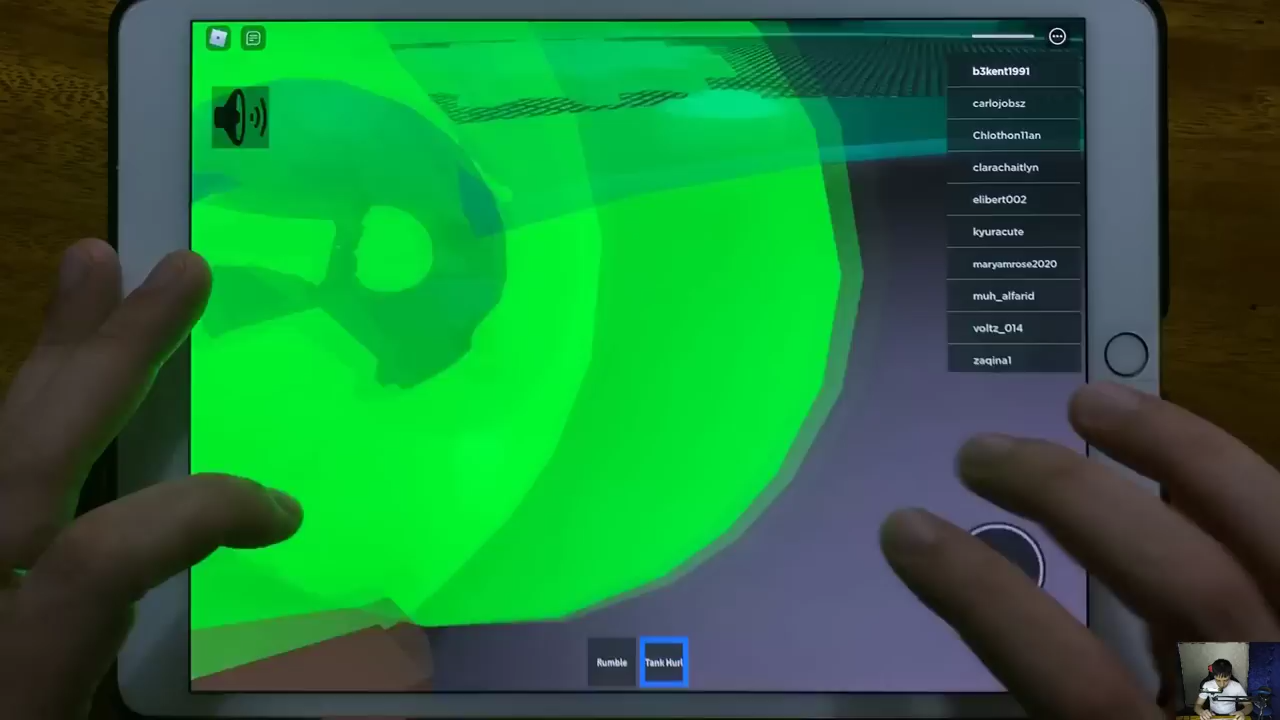 b3kent1991
carlojobsz
Chlothon11an
clarachaitlyn
elibert002
kyuracute
maryamrose2020
muh_alfarid
voltz_014
zaqina1
Rumble
Tank Hurl